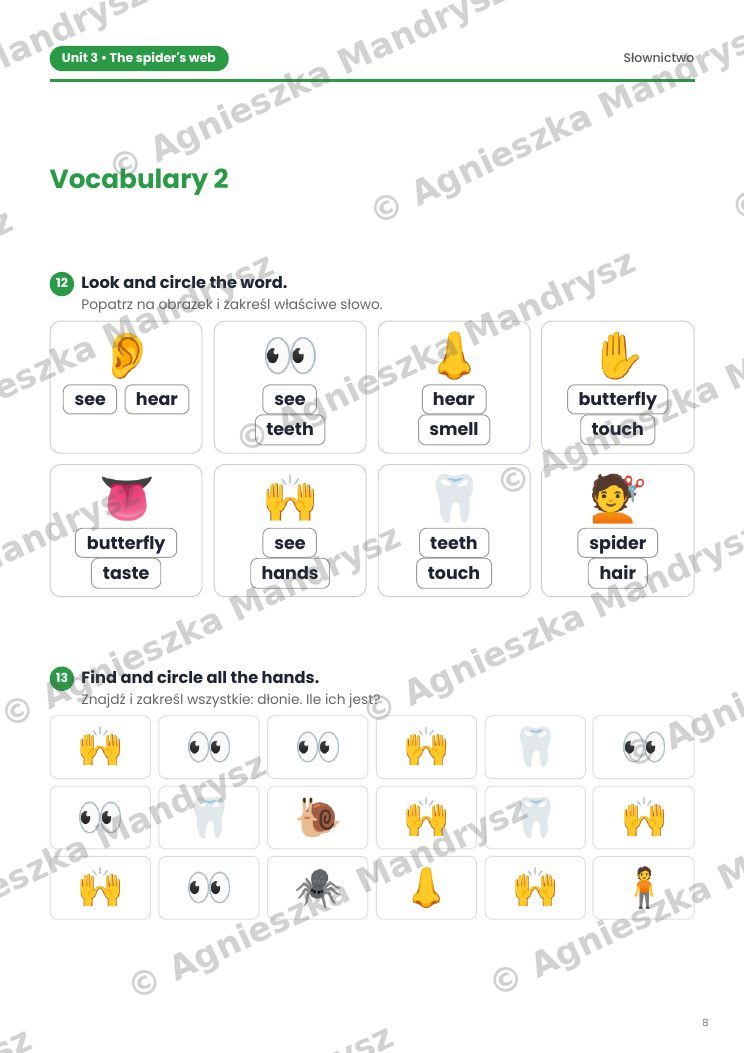 Unit 3 • The spider's web
Słownictwo
Vocabulary 2
12 Look and circle the word.
Popatrz na obrazek i zakreśl właściwe słowo.
see hear
see
teeth
hear
smell
butterfly
touch
butterfly
taste
see
hands
teeth
touch
spider
hair
13 Find and circle all the hands.
Znajdź i zakreśl wszystkie: dłonie. Ile ich jest?
8
© Agnieszka Mandrysz